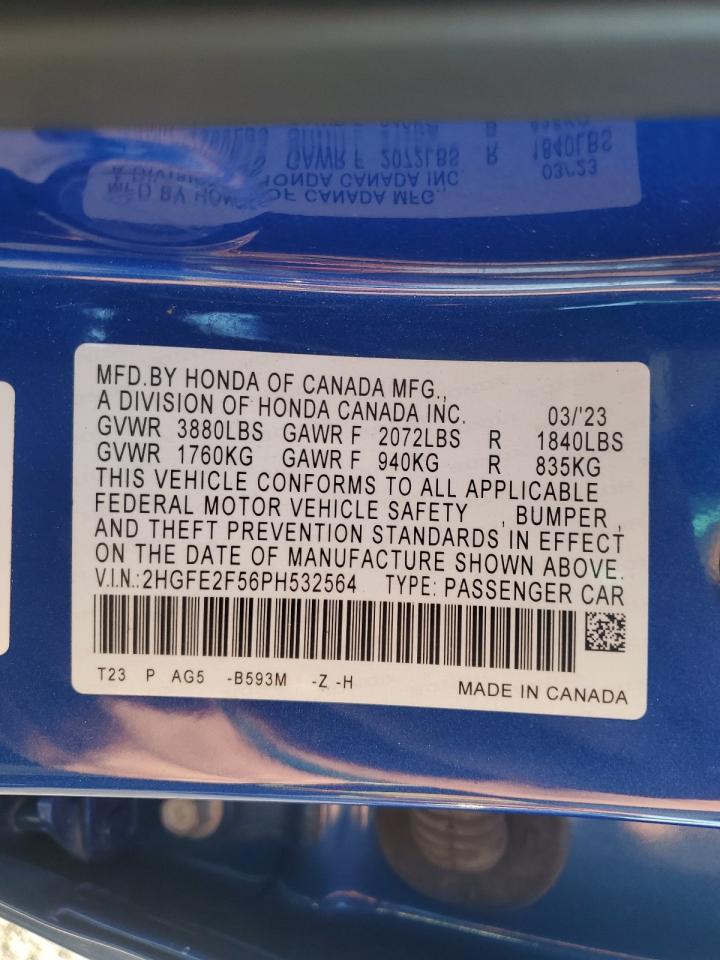 MFD.BY HONDA OF CANADA MFG.,
A DIVISION OF HONDA CANADA INC. 03/'23
GVWR 3880LBS GAWR F 2072LBS R 1840LBS
GVWR 1760KG GAWR F 940KG R 835KG
THIS VEHICLE CONFORMS TO ALL APPLICABLE
FEDERAL MOTOR VEHICLE SAFETY , BUMPER ,
AND THEFT PREVENTION STANDARDS IN EFFECT
ON THE DATE OF MANUFACTURE SHOWN ABOVE.
V.I.N.:2HGFE2F56PH532564 TYPE: PASSENGER CAR
T23 P AG5 -B593M -Z -H
MADE IN CANADA